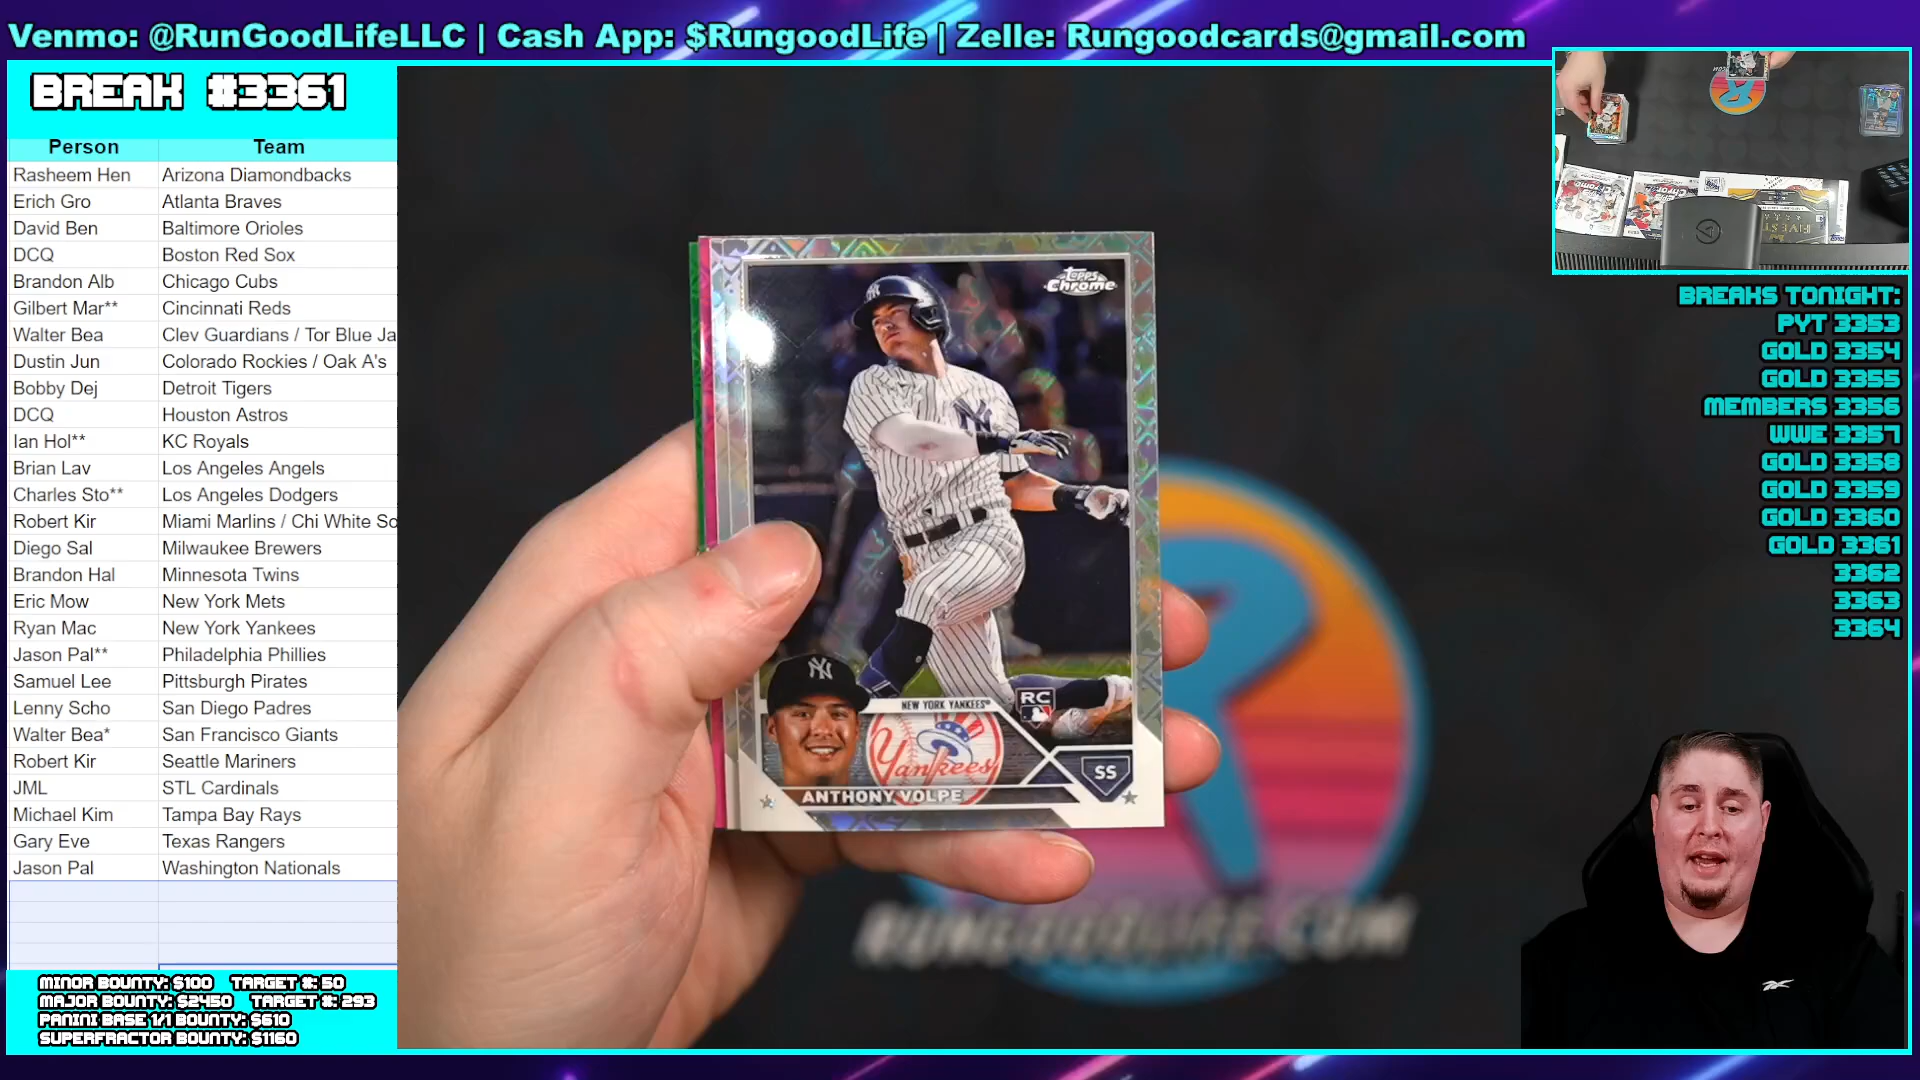 Venmo: @RunGoodLifeLLC | Cash App: $RungoodLife | Zelle: Rungoodcards@gmail.com
BREAK #3361
Person Team
Rasheem Hen Arizona Diamondbacks
Erich Gro Atlanta Braves
David Ben Baltimore Orioles
DCQ Boston Red Sox
Brandon Alb Chicago Cubs
Gilbert Mar** Cincinnati Reds
Walter Bea Clev Guardians / Tor Blue Ja
Dustin Jun Colorado Rockies / Oak A's
Bobby Dej Detroit Tigers
DCQ Houston Astros
Ian Hol** KC Royals
Brian Lav Los Angeles Angels
Charles Sto** Los Angeles Dodgers
Robert Kir Miami Marlins / Chi White So
Diego Sal Milwaukee Brewers
Brandon Hal Minnesota Twins
Eric Mow New York Mets
Ryan Mac New York Yankees
Jason Pal** Philadelphia Phillies
Samuel Lee Pittsburgh Pirates
Lenny Scho San Diego Padres
Walter Bea* San Francisco Giants
Robert Kir Seattle Mariners
JML STL Cardinals
Michael Kim Tampa Bay Rays
Gary Eve Texas Rangers
Jason Pal Washington Nationals
MINOR BOUNTY: $100 TARGET #: 50
MAJOR BOUNTY: $2450 TARGET #: 293
PANINI BASE 1/1 BOUNTY: $610
SUPERFRACTOR BOUNTY: $1160
Topps
Chrome
NY
NY
RC
NEW YORK YANKEES
Yankees
SS
ANTHONY VOLPE
RUNGOODLIFE.COM
BREAKS TONIGHT:
PYT 3353
GOLD 3354
GOLD 3355
MEMBERS 3356
WWE 3357
GOLD 3358
GOLD 3359
GOLD 3360
GOLD 3361
3362
3363
3364